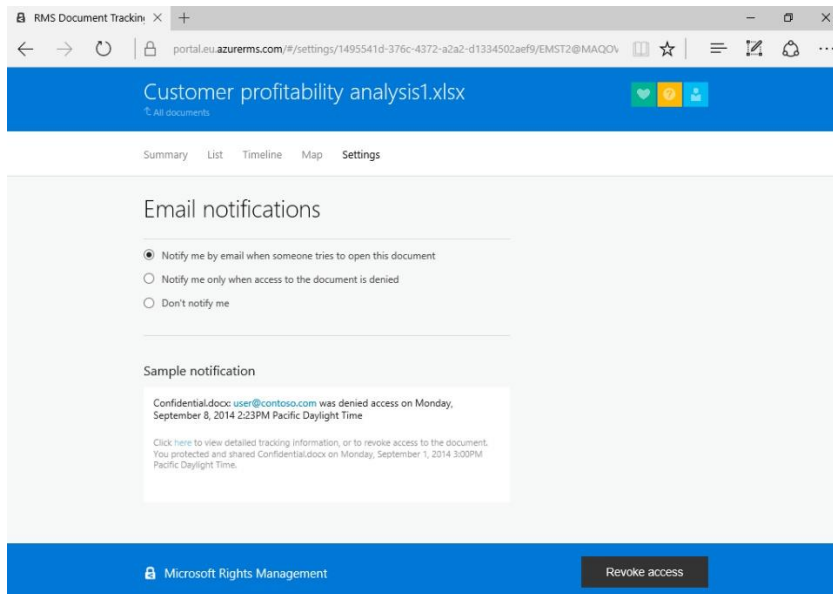 RMS Document Trackin
portal.eu.azurerms.com/#/settings/1495541d-376c-4372-a2a2-d1334502aef9/EMST2@MAQOV
Customer profitability analysis1.xlsx
All documents
Summary List Timeline Map Settings
Email notifications
Notify me by email when someone tries to open this document
Notify me only when access to the document is denied
Don't notify me
Sample notification
Confidential.docx: user@contoso.com was denied access on Monday,
September 8, 2014 2:23PM Pacific Daylight Time
Click here to view detailed tracking information, or to revoke access to the document.
You protected and shared Confidential.docx on Monday, September 1, 2014 3:00PM
Pacific Daylight Time.
Microsoft Rights Management
Revoke access